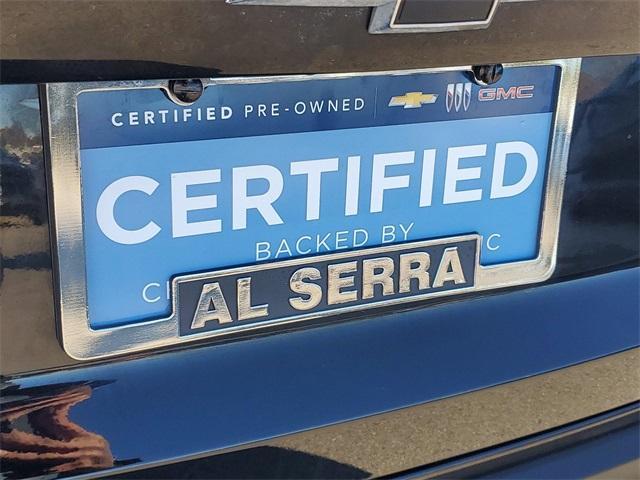 CERTIFIED PRE-OWNED GMC
CERTIFIED
BACKED BY
AL SERRA